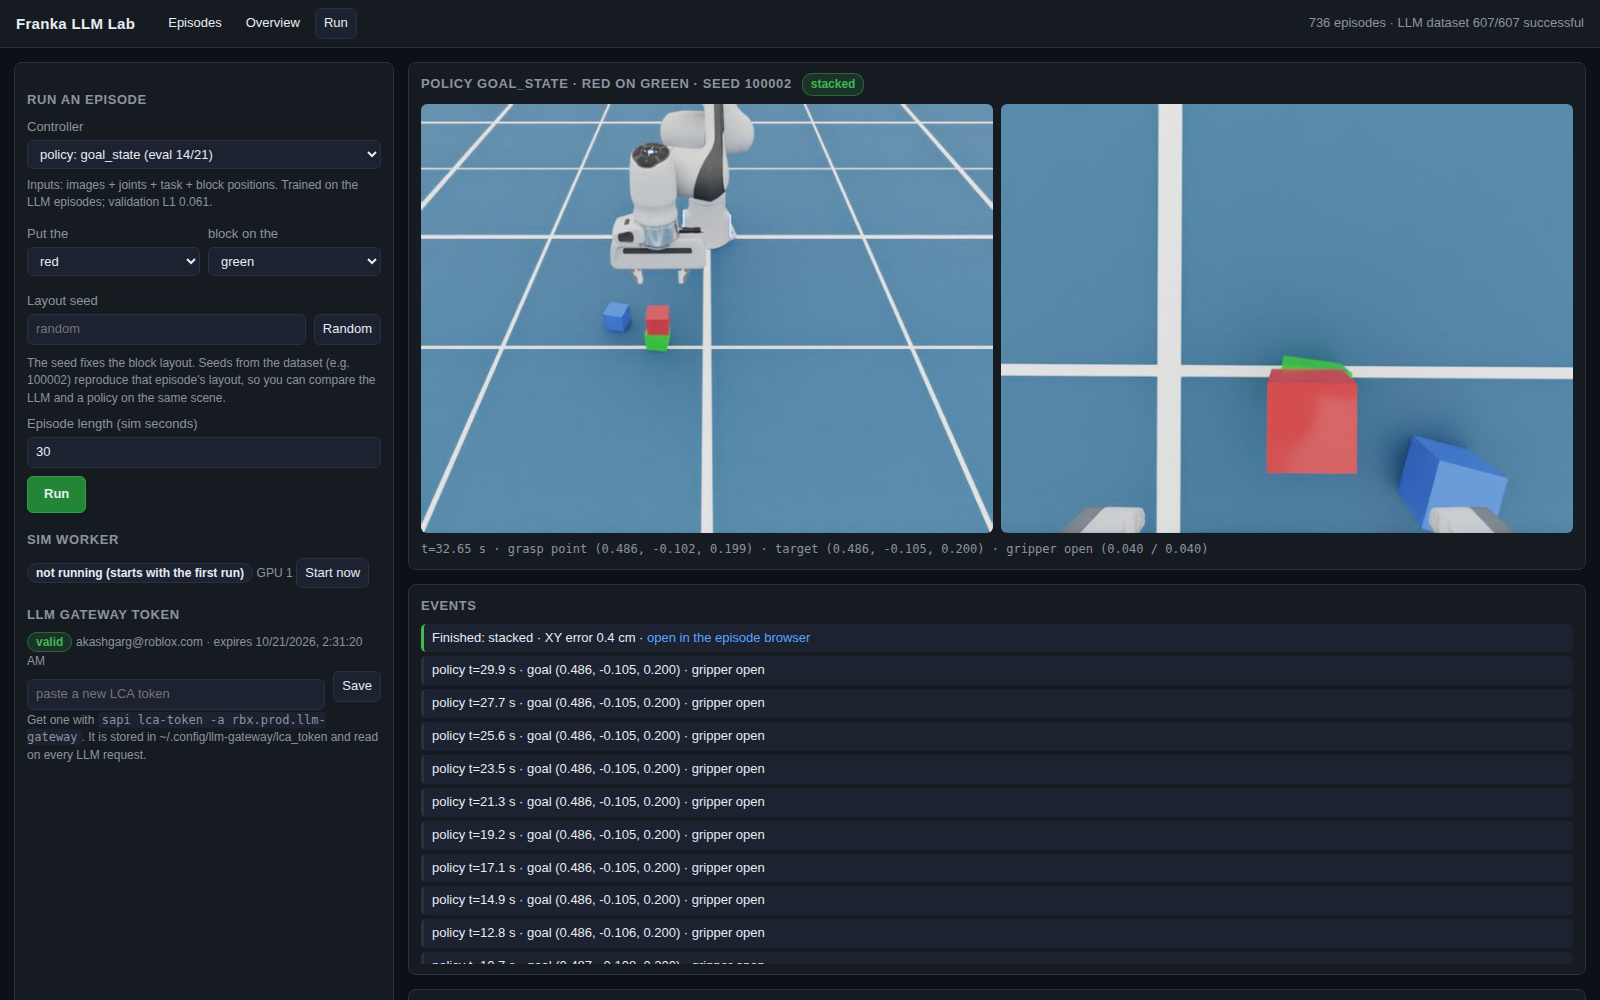 Franka LLM Lab
Episodes
Overview
Run
736 episodes · LLM dataset 607/607 successful
RUN AN EPISODE
Controller
policy: goal_state (eval 14/21)
Inputs: images + joints + task + block positions. Trained on the
LLM episodes; validation L1 0.061.
Put the
block on the
red
green
Layout seed
random
Random
The seed fixes the block layout. Seeds from the dataset (e.g.
100002) reproduce that episode's layout, so you can compare the
LLM and a policy on the same scene.
Episode length (sim seconds)
30
Run
SIM WORKER
not running (starts with the first run) GPU 1 Start now
LLM GATEWAY TOKEN
valid akashgarg@roblox.com · expires 10/21/2026, 2:31:20
AM
paste a new LCA token
Save
Get one with sapi lca-token -a rbx.prod.llm-
gateway. It is stored in ~/.config/llm-gateway/lca_token and read
on every LLM request.
POLICY GOAL_STATE · RED ON GREEN · SEED 100002 stacked
t=32.65 s · grasp point (0.486, -0.102, 0.199) · target (0.486, -0.105, 0.200) · gripper open (0.040 / 0.040)
EVENTS
Finished: stacked · XY error 0.4 cm · open in the episode browser
policy t=29.9 s · goal (0.486, -0.105, 0.200) · gripper open
policy t=27.7 s · goal (0.486, -0.105, 0.200) · gripper open
policy t=25.6 s · goal (0.486, -0.105, 0.200) · gripper open
policy t=23.5 s · goal (0.486, -0.105, 0.200) · gripper open
policy t=21.3 s · goal (0.486, -0.105, 0.200) · gripper open
policy t=19.2 s · goal (0.486, -0.105, 0.200) · gripper open
policy t=17.1 s · goal (0.486, -0.105, 0.200) · gripper open
policy t=14.9 s · goal (0.486, -0.105, 0.200) · gripper open
policy t=12.8 s · goal (0.486, -0.106, 0.200) · gripper open